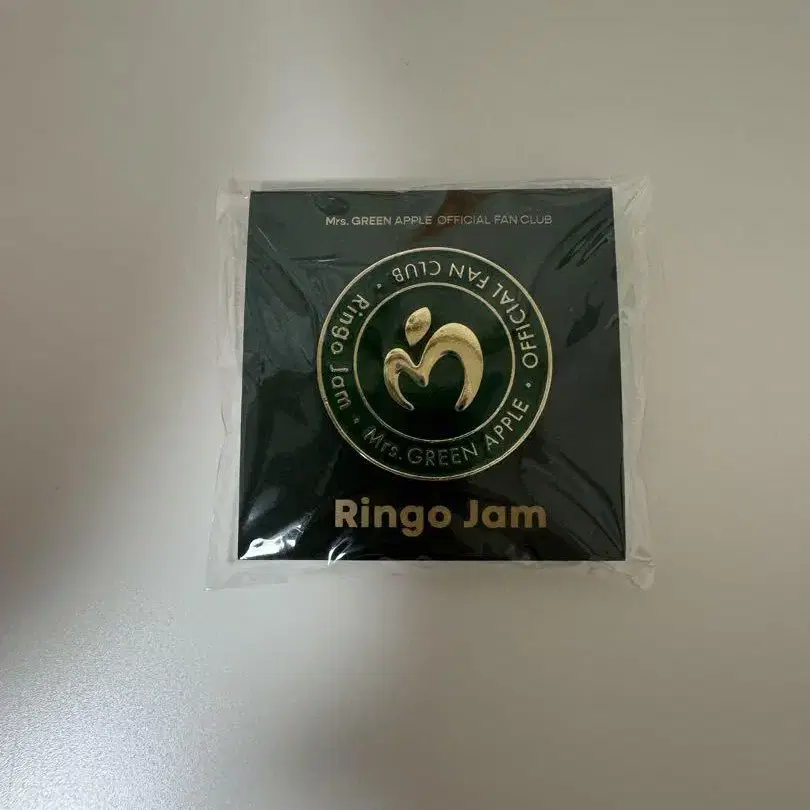 Mrs. GREEN APPLE OFFICIAL FAN CLUB
Ringo Jam • Mrs. GREEN APPLE • OFFICIAL FAN CLUB •
Ringo Jam